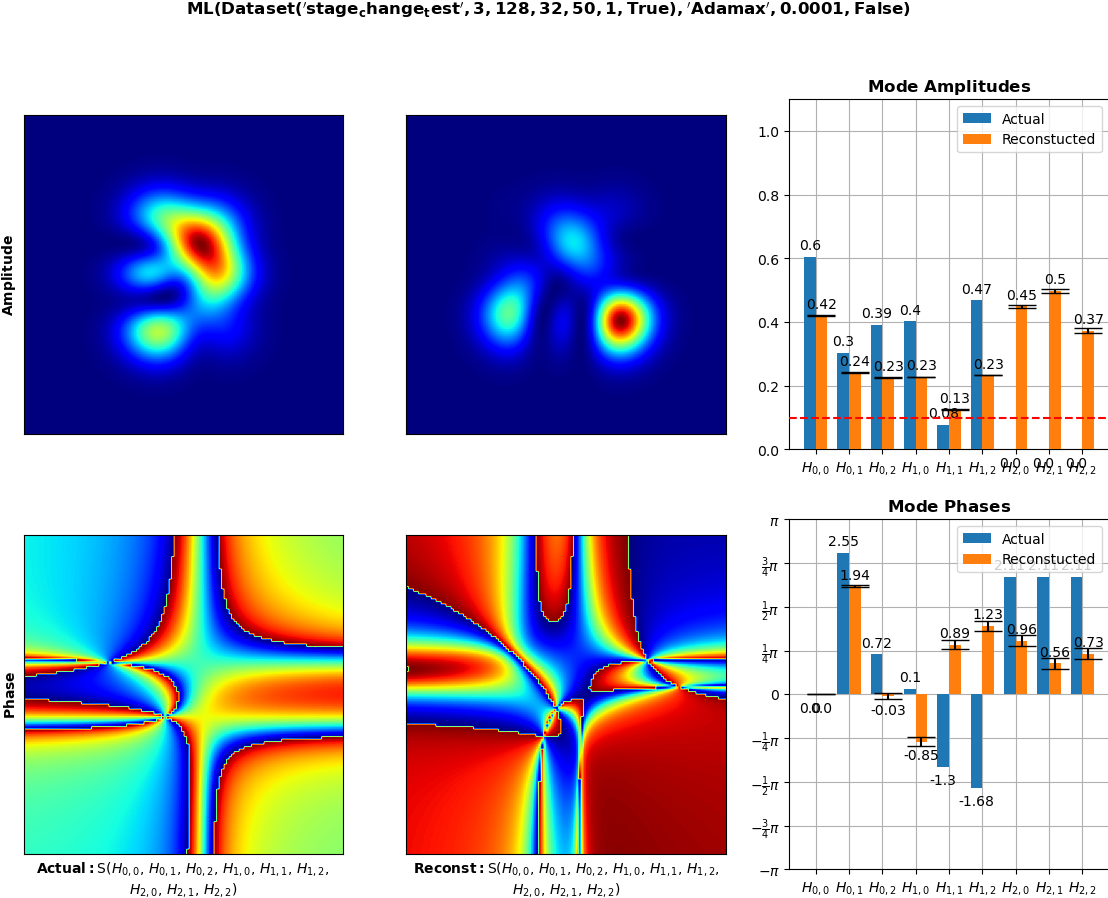 ML(Dataset('stage_change_test', 3, 128, 32, 50, 1, True), 'Adamax', 0.0001, False)
Amplitude
Mode Amplitudes
Actual
Reconstucted
1.0
0.8
0.6
0.4
0.2
0.0
0.6
0.42
0.3
0.24
0.39
0.23
0.4
0.23
0.08
0.13
0.47
0.23
0.0
0.45
0.0
0.5
0.0
0.37
H0,0 H0,1 H0,2 H1,0 H1,1 H1,2 H2,0 H2,1 H2,2
Phase
Actual: S(H0,0, H0,1, H0,2, H1,0, H1,1, H1,2,
H2,0, H2,1, H2,2)
Reconst: S(H0,0, H0,1, H0,2, H1,0, H1,1, H1,2,
H2,0, H2,1, H2,2)
Mode Phases
Actual
Reconstucted
π
3/4π
1/2π
1/4π
0
−1/4π
−1/2π
−3/4π
−π
0.0
2.55
1.94
0.72
-0.03
0.1
-0.85
-1.3
0.89
-1.68
1.23
2.11
0.96
2.11
0.56
2.11
0.73
H0,0 H0,1 H0,2 H1,0 H1,1 H1,2 H2,0 H2,1 H2,2